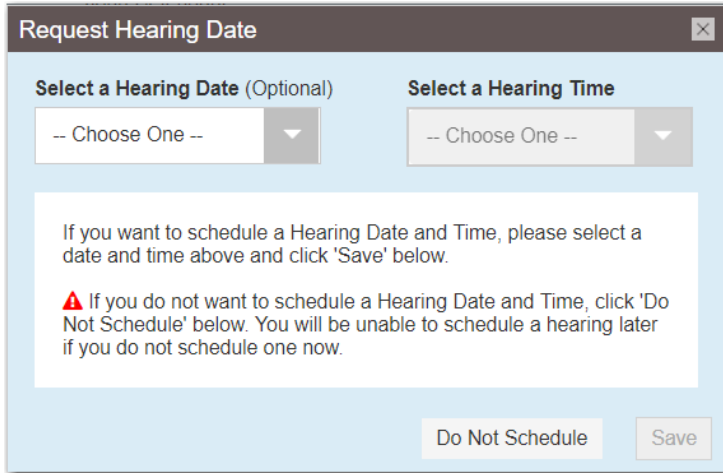 Request Hearing Date
Select a Hearing Date (Optional)
Select a Hearing Time
-- Choose One --
-- Choose One --
If you want to schedule a Hearing Date and Time, please select a
date and time above and click 'Save' below.
If you do not want to schedule a Hearing Date and Time, click 'Do
Not Schedule' below. You will be unable to schedule a hearing later
if you do not schedule one now.
Do Not Schedule
Save